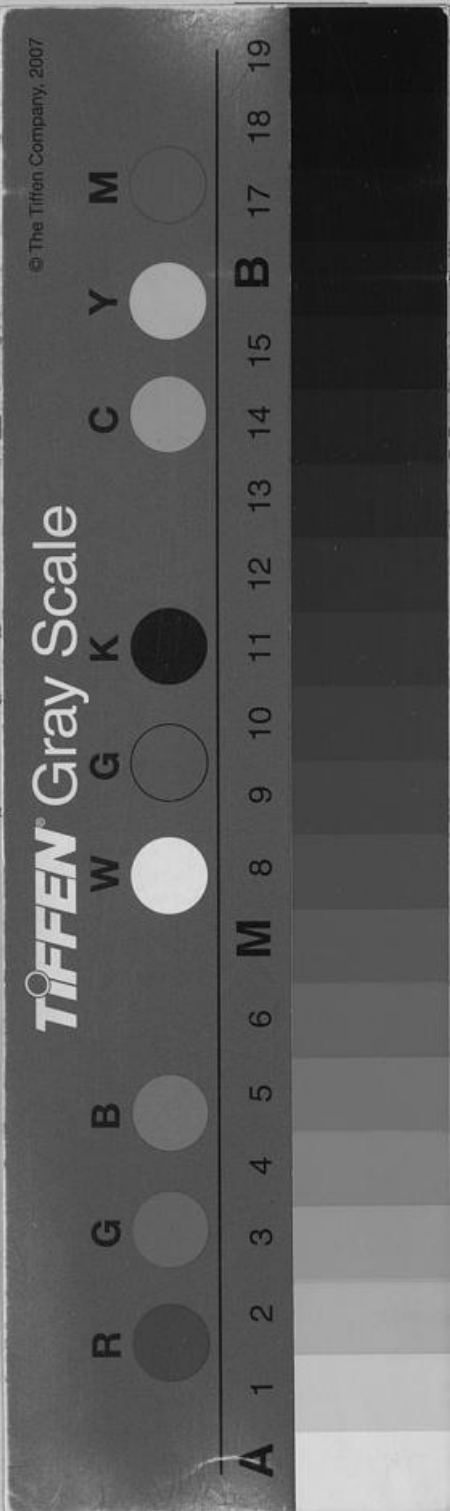 TIFFEN® Gray Scale
© The Tiffen Company, 2007
R G B W G K C Y M
A 1 2 3 4 5 6 M 8 9 10 11 12 13 14 15 B 17 18 19